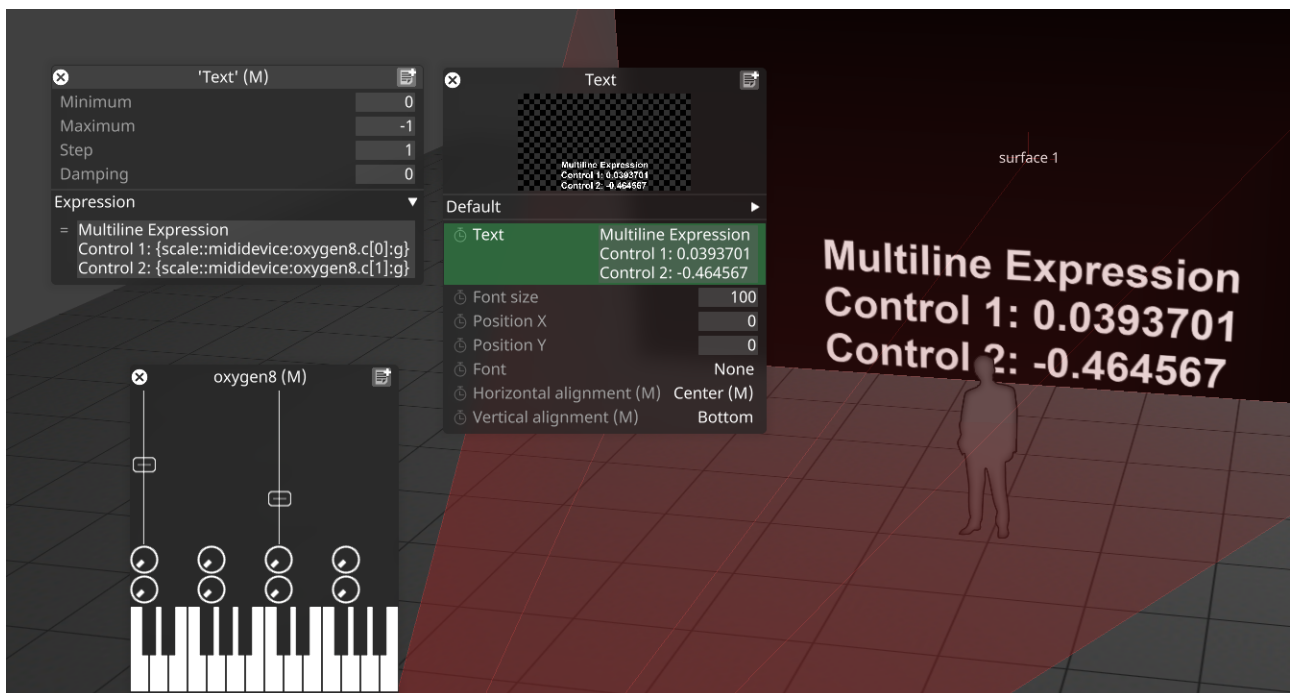 'Text' (M)
Minimum 0
Maximum -1
Step 1
Damping 0
Expression
= Multiline Expression
Control 1: {scale::mididevice:oxygen8.c[0]:g}
Control 2: {scale::mididevice:oxygen8.c[1]:g}
Text
Multiline Expression
Control 1: 0.0393701
Control 2: -0.464567
Default
Text Multiline Expression
Control 1: 0.0393701
Control 2: -0.464567
Font size 100
Position X 0
Position Y 0
Font None
Horizontal alignment (M) Center (M)
Vertical alignment (M) Bottom
oxygen8 (M)
surface 1
Multiline Expression
Control 1: 0.0393701
Control 2: -0.464567